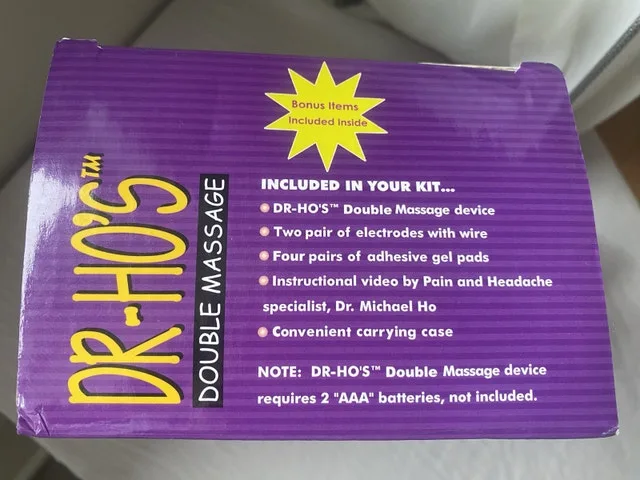 DR-HO'S™
DOUBLE MASSAGE
Bonus Items
Included Inside
INCLUDED IN YOUR KIT...
DR-HO'S™ Double Massage device
Two pair of electrodes with wire
Four pairs of adhesive gel pads
Instructional video by Pain and Headache
specialist, Dr. Michael Ho
Convenient carrying case
NOTE: DR-HO'S™ Double Massage device
requires 2 "AAA" batteries, not included.